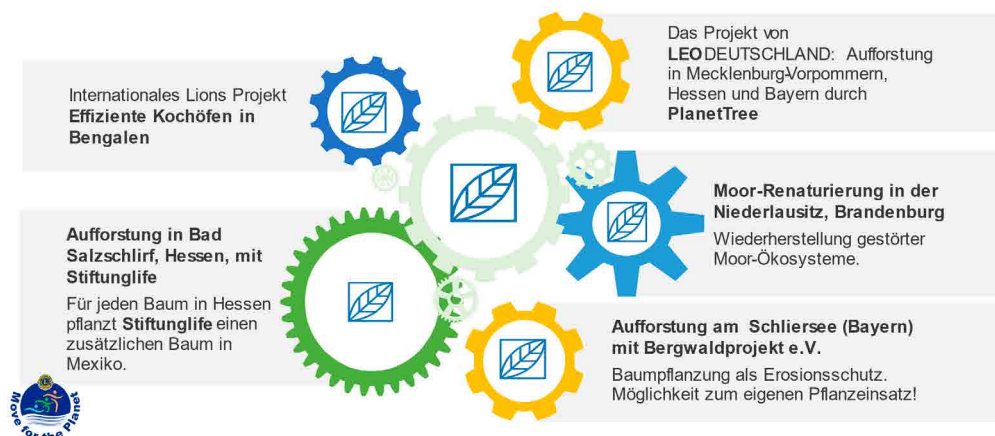 Internationales Lions Projekt
Effiziente Kochöfen in
Bengalen
Das Projekt von
LEODEUTSCHLAND: Aufforstung
in Mecklenburg-Vorpommern,
Hessen und Bayern durch
PlanetTree
Aufforstung in Bad
Salzschlirf, Hessen, mit
Stiftunglife
Für jeden Baum in Hessen
pflanzt Stiftunglife einen
zusätzlichen Baum in
Mexiko.
Moor-Renaturierung in der
Niederlausitz, Brandenburg
Wiederherstellung gestörter
Moor-Ökosysteme.
Aufforstung am Schliersee (Bayern)
mit Bergwaldprojekt e.V.
Baumpflanzung als Erosionsschutz.
Möglichkeit zum eigenen Pflanzeinsatz!
Move for the Planet